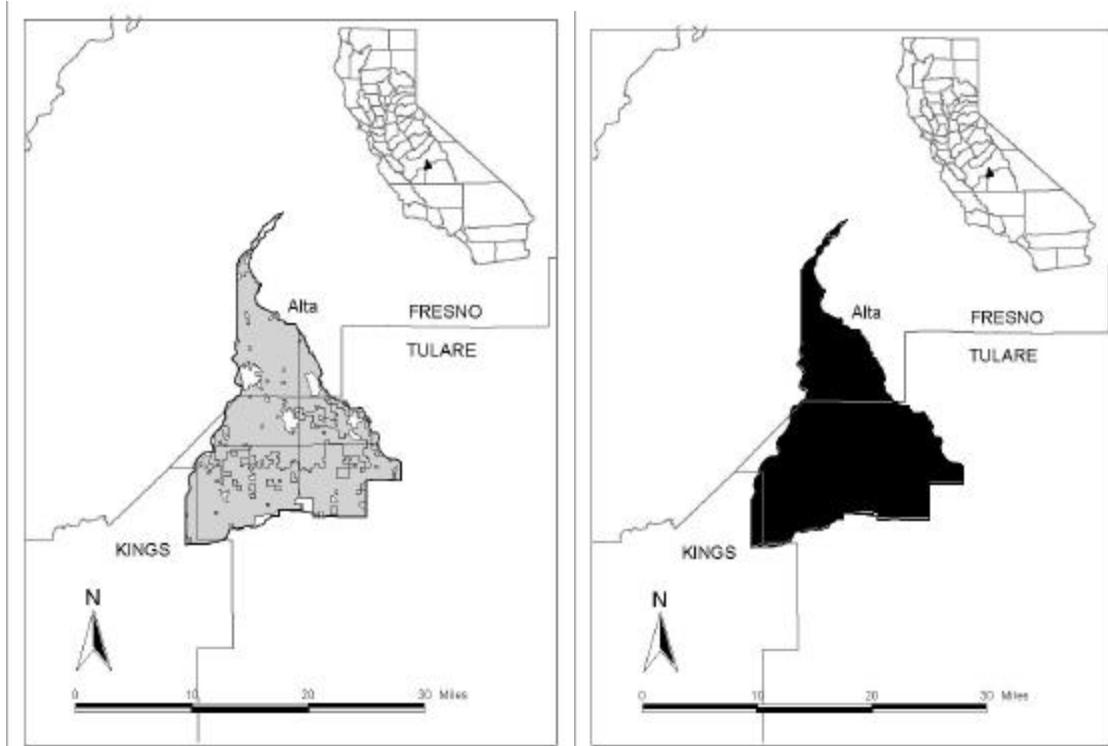 Alta
FRESNO
TULARE
KINGS
N
0 10 20 30 Miles
Alta
FRESNO
TULARE
KINGS
N
0 10 20 30 Miles